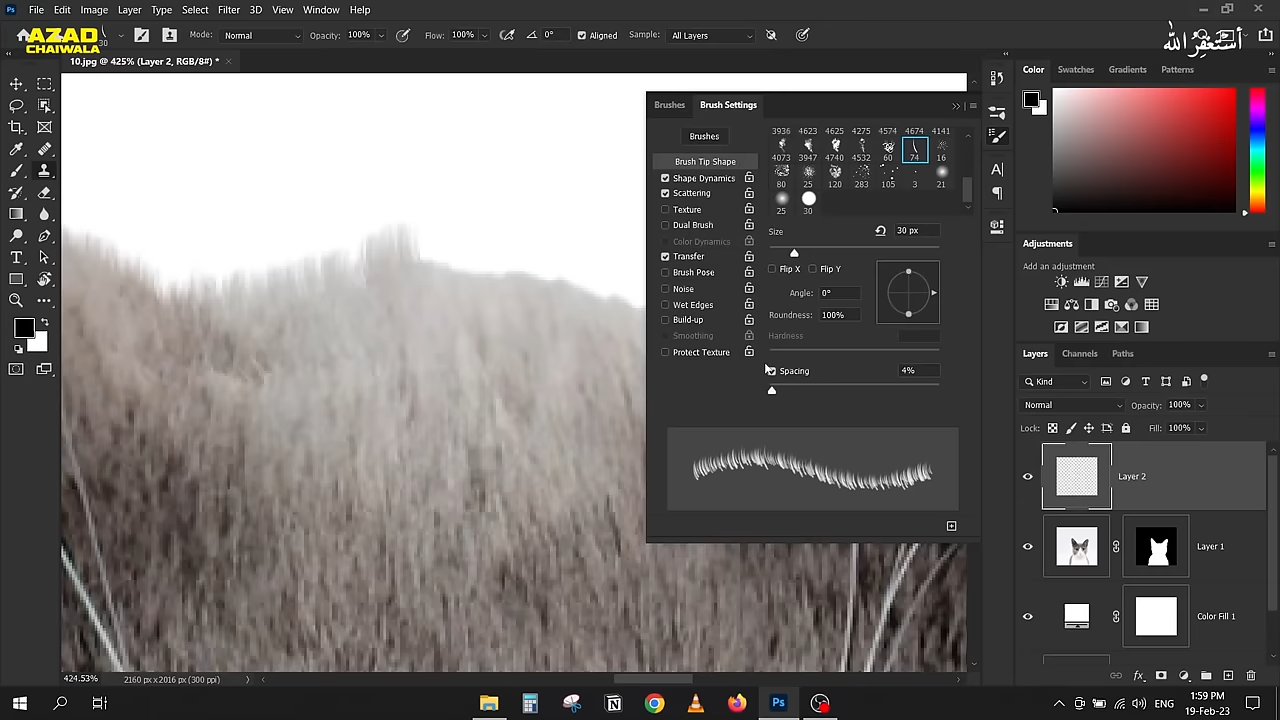 Ps File Edit Image Layer Type Select Filter 3D View Window Help
AZAD
CHAIWALA
30 Mode: Normal Opacity: 100% Flow: 100% 0° Aligned Sample: All Layers
أستغفر الله
10.jpg @ 425% (Layer 2, RGB/8#) *
Brushes Brush Settings
Brushes
3936 4623 4625 4275 4574 4674 4141
4073 3947 4740 4532 60 74 16
80 25 120 283 105 3 21
25 30
Brush Tip Shape
Shape Dynamics
Scattering
Texture
Dual Brush
Color Dynamics
Transfer
Brush Pose
Noise
Wet Edges
Build-up
Smoothing
Protect Texture
Size 30 px
Flip X Flip Y
Angle: 0°
Roundness: 100%
Hardness
Spacing 4%
Color Swatches Gradients Patterns
Adjustments
Add an adjustment
Layers Channels Paths
Kind
Normal Opacity: 100%
Lock: Fill: 100%
Layer 2
Layer 1
Color Fill 1
fx
424.53% 2160 px x 2016 px (300 ppi)
Ps
ENG
1:59 PM
19-Feb-23